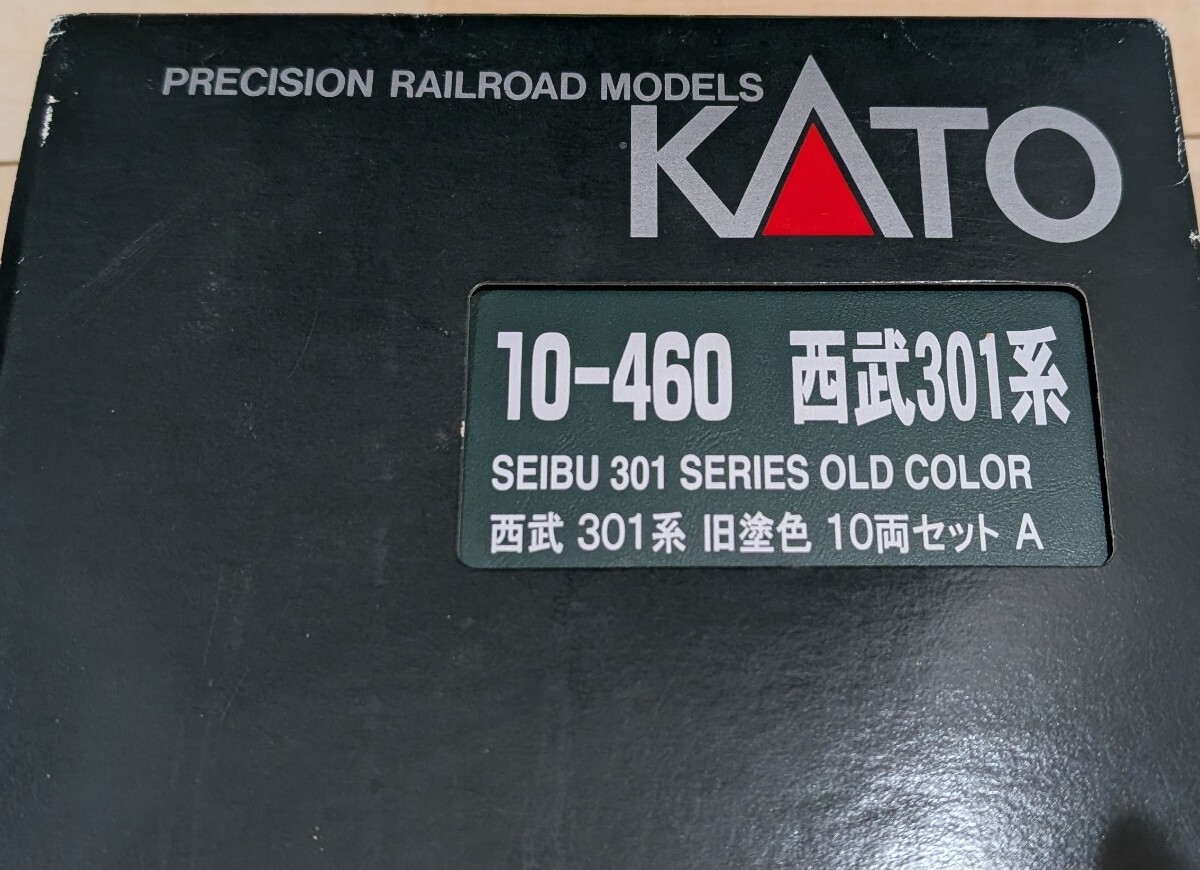 PRECISION RAILROAD MODELS
KATO
10-460 西武301系
SEIBU 301 SERIES OLD COLOR
西武 301系 旧塗色 10両セット A